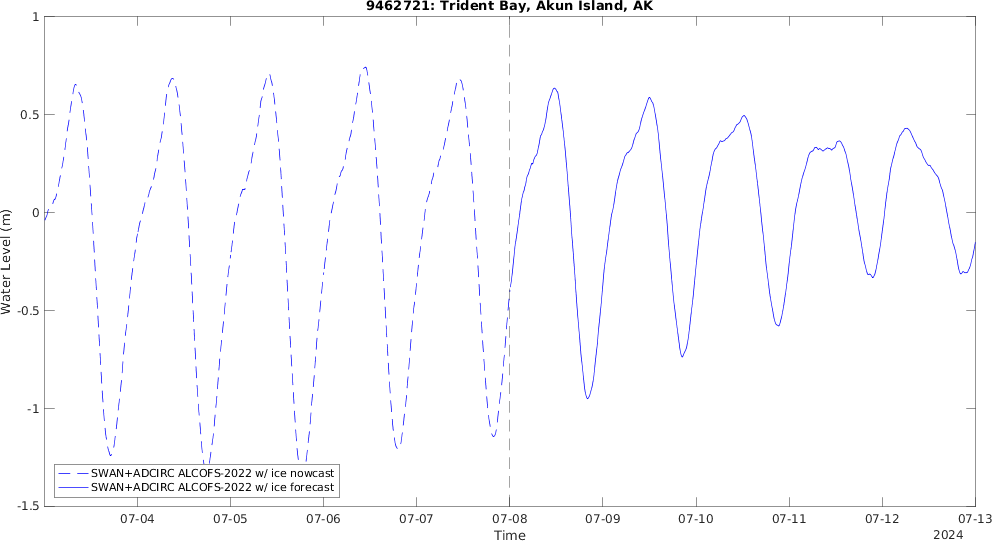 9462721: Trident Bay, Akun Island, AK
Water Level (m)
1
0.5
0
-0.5
-1
-1.5
SWAN+ADCIRC ALCOFS-2022 w/ ice nowcast
SWAN+ADCIRC ALCOFS-2022 w/ ice forecast
07-04 07-05 07-06 07-07 07-08 07-09 07-10 07-11 07-12 07-13
Time
2024